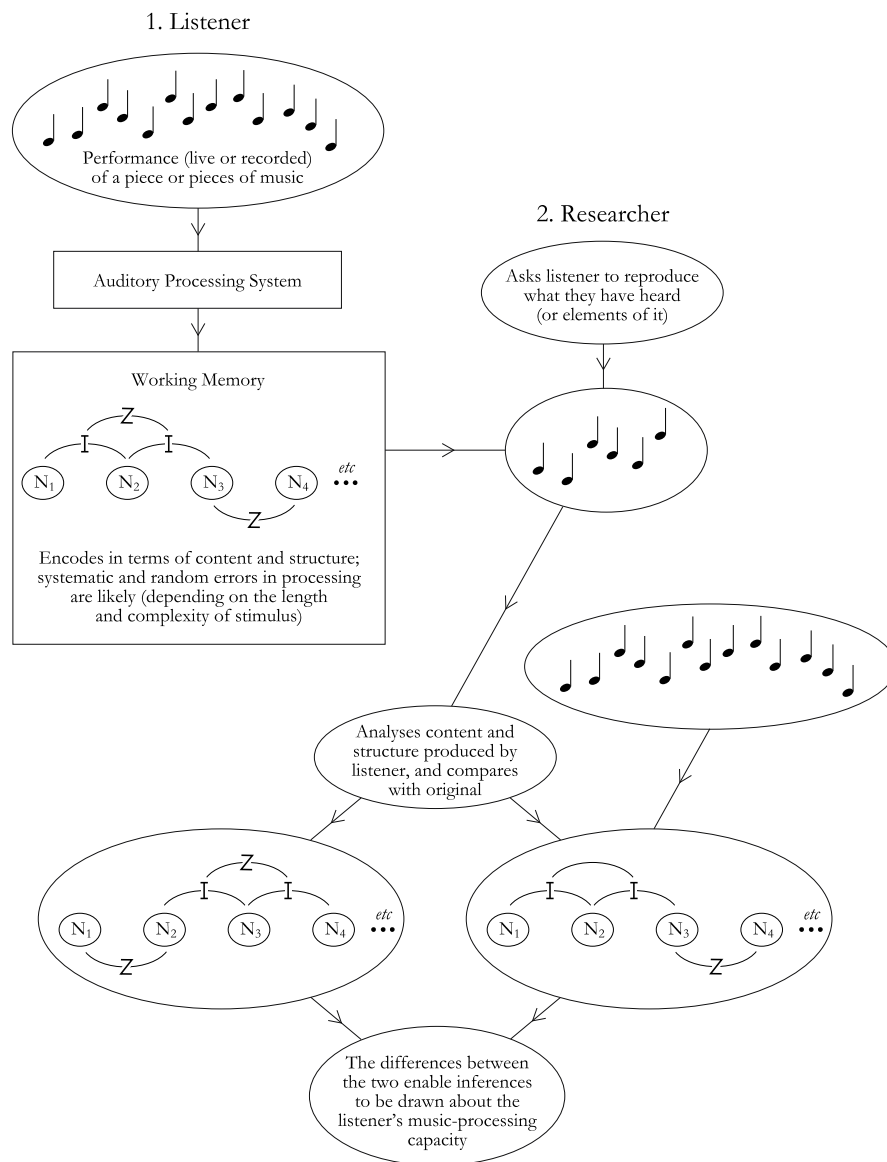 1. Listener
Performance (live or recorded)
of a piece or pieces of music
Auditory Processing System
Working Memory
Z
I I
N1 N2 N3 N4 etc
•••
Z
Encodes in terms of content and structure;
systematic and random errors in processing
are likely (depending on the length
and complexity of stimulus)
2. Researcher
Asks listener to reproduce
what they have heard
(or elements of it)
Analyses content and
structure produced by
listener, and compares
with original
Z
I I
N1 N2 N3 N4 etc
•••
Z
I I
N1 N2 N3 N4 etc
•••
Z
The differences between
the two enable inferences
to be drawn about the
listener’s music-processing
capacity